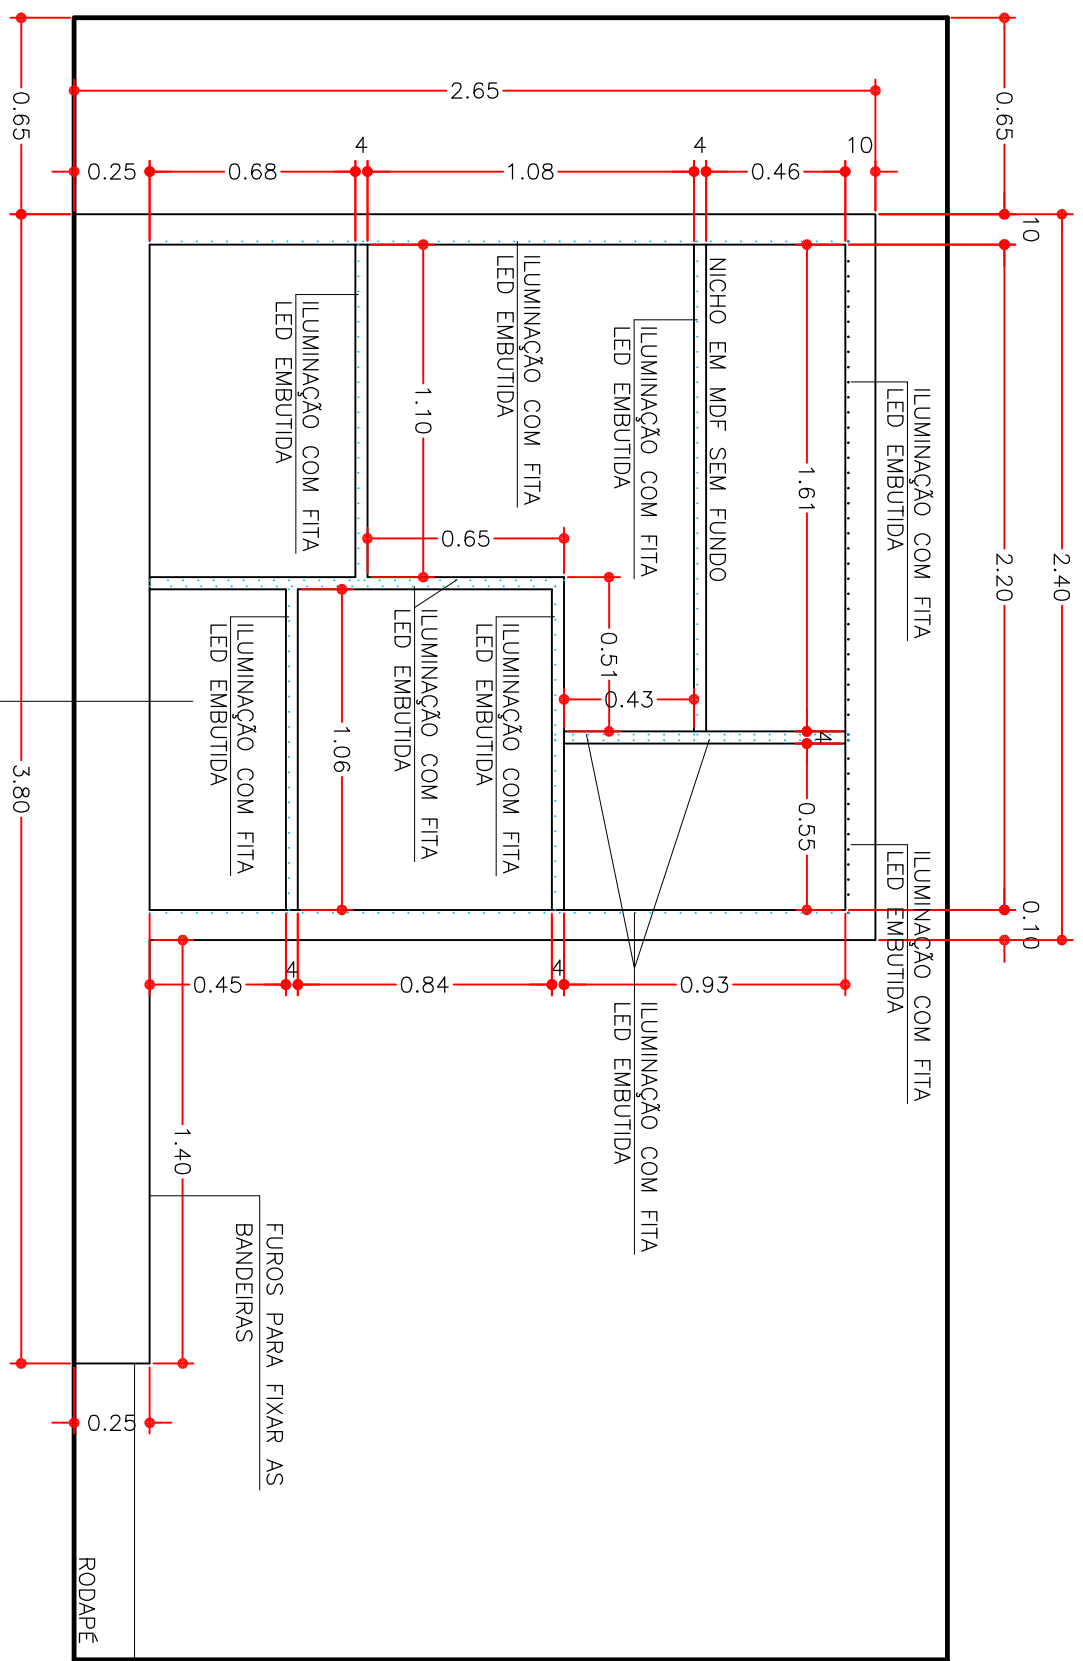 0.65
2.40
10
2.20
0.10
ILUMINAÇÃO COM FITA
LED EMBUTIDA
ILUMINAÇÃO COM FITA
LED EMBUTIDA
10
0.46
4
1.08
4
0.68
0.25
2.65
1.61
4
0.55
NICHO EM MDF SEM FUNDO
ILUMINAÇÃO COM FITA
LED EMBUTIDA
0.43
0.51
ILUMINAÇÃO COM FITA
LED EMBUTIDA
0.65
1.10
ILUMINAÇÃO COM FITA
LED EMBUTIDA
ILUMINAÇÃO COM FITA
LED EMBUTIDA
ILUMINAÇÃO COM FITA
LED EMBUTIDA
ILUMINAÇÃO COM FITA
LED EMBUTIDA
1.06
ILUMINAÇÃO COM FITA
LED EMBUTIDA
0.93
4
0.84
4
0.45
ILUMINAÇÃO COM FITA
LED EMBUTIDA
1.40
FUROS PARA FIXAR AS
BANDEIRAS
0.25
RODAPÉ
0.65
3.80